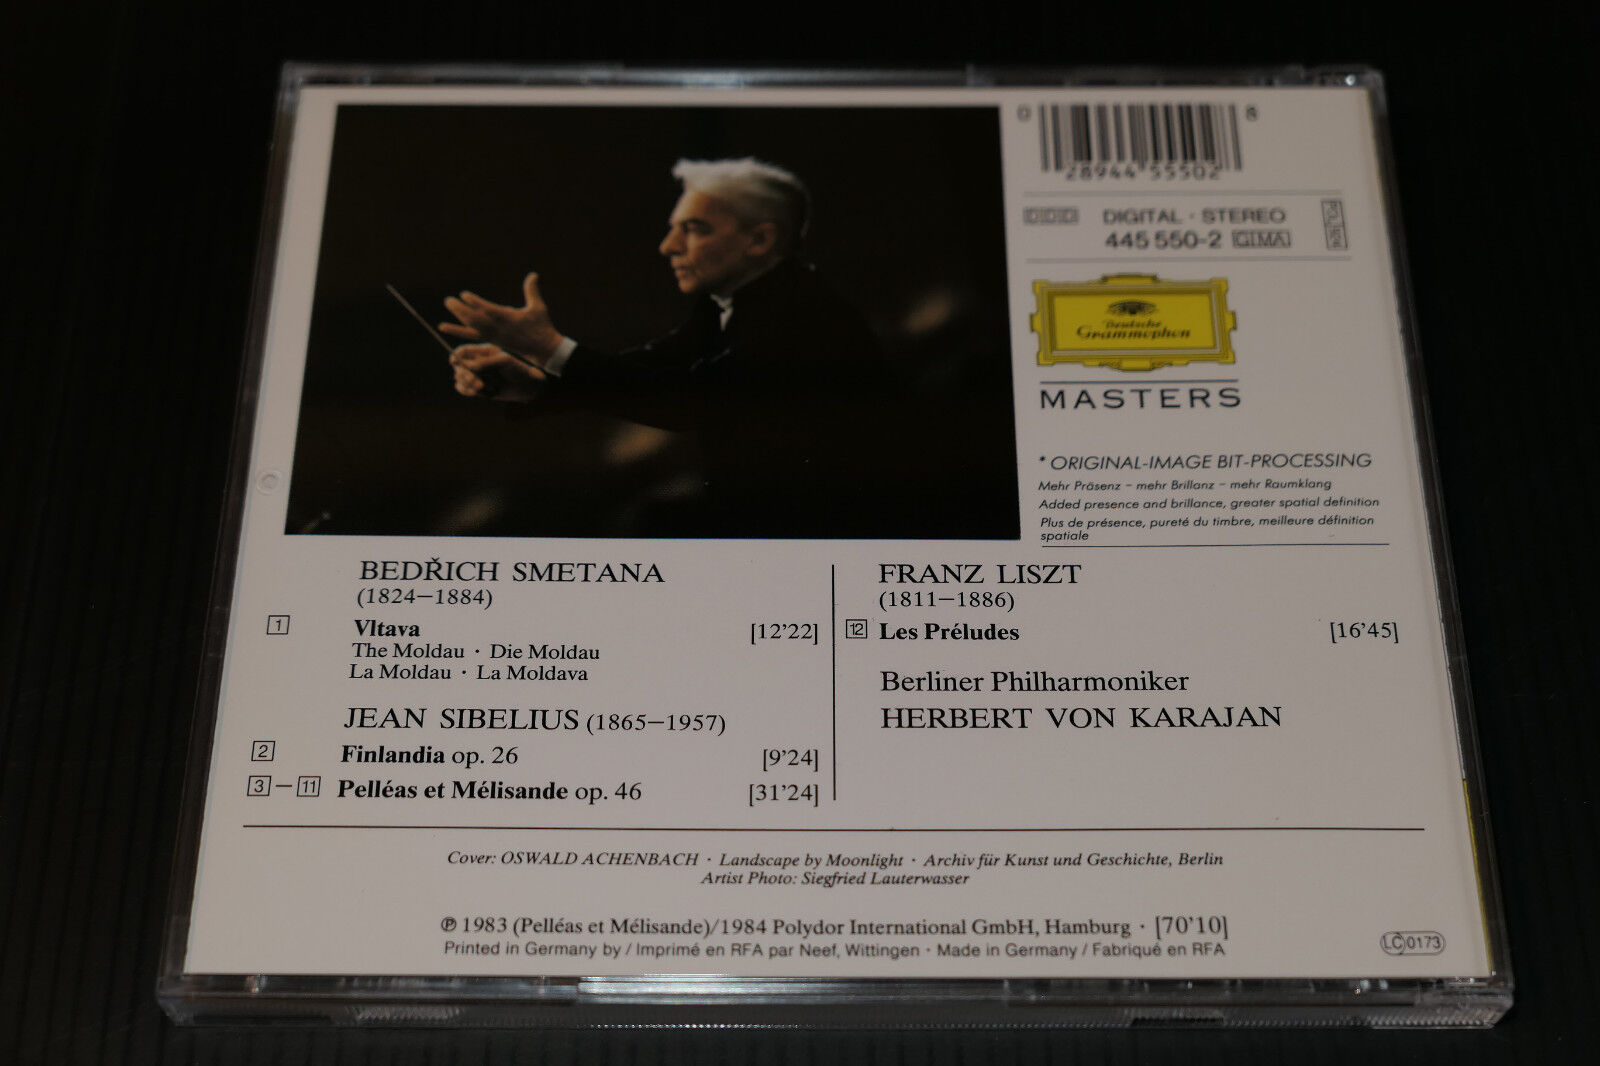 0 28944 55502 8
DDD DIGITAL · STEREO
445 550-2 GEMA
Deutsche
Grammophon
MASTERS
* ORIGINAL-IMAGE BIT-PROCESSING
Mehr Präsenz – mehr Brillanz – mehr Raumklang
Added presence and brillance, greater spatial definition
Plus de présence, pureté du timbre, meilleure définition
spatiale
BEDŘICH SMETANA
(1824–1884)
1 Vltava [12'22]
The Moldau · Die Moldau
La Moldau · La Moldava
JEAN SIBELIUS (1865–1957)
2 Finlandia op. 26 [9'24]
3 – 11 Pelléas et Mélisande op. 46 [31'24]
FRANZ LISZT
(1811–1886)
12 Les Préludes [16'45]
Berliner Philharmoniker
HERBERT VON KARAJAN
Cover: OSWALD ACHENBACH · Landscape by Moonlight · Archiv für Kunst und Geschichte, Berlin
Artist Photo: Siegfried Lauterwasser
℗ 1983 (Pelléas et Mélisande)/1984 Polydor International GmbH, Hamburg · [70'10]
Printed in Germany by / Imprimé en RFA par Neef, Wittingen · Made in Germany / Fabriqué en RFA
LC 0173